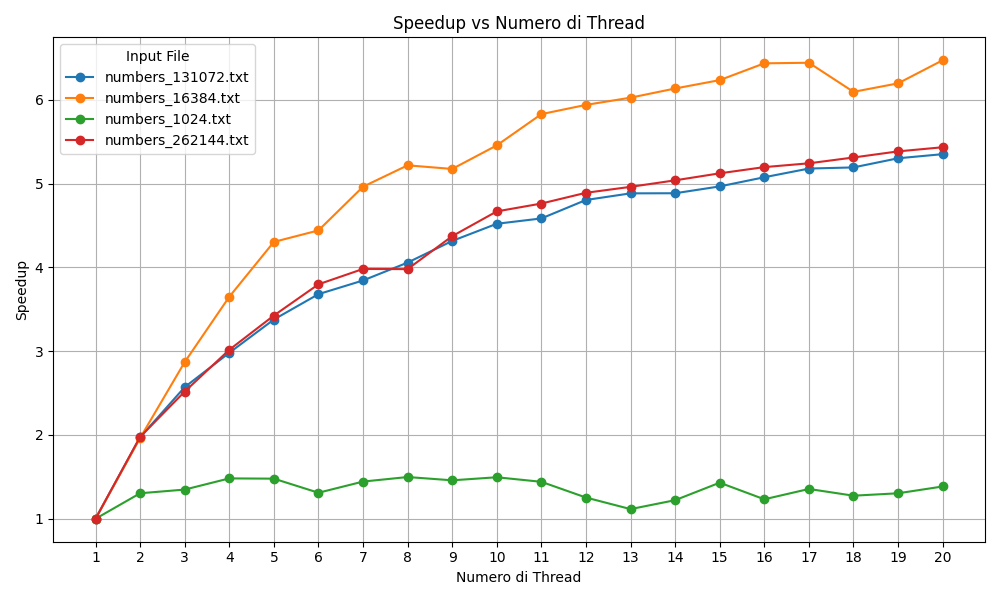 Speedup vs Numero di Thread
Input File
numbers_131072.txt
numbers_16384.txt
numbers_1024.txt
numbers_262144.txt
Speedup
6
5
4
3
2
1
1 2 3 4 5 6 7 8 9 10 11 12 13 14 15 16 17 18 19 20
Numero di Thread